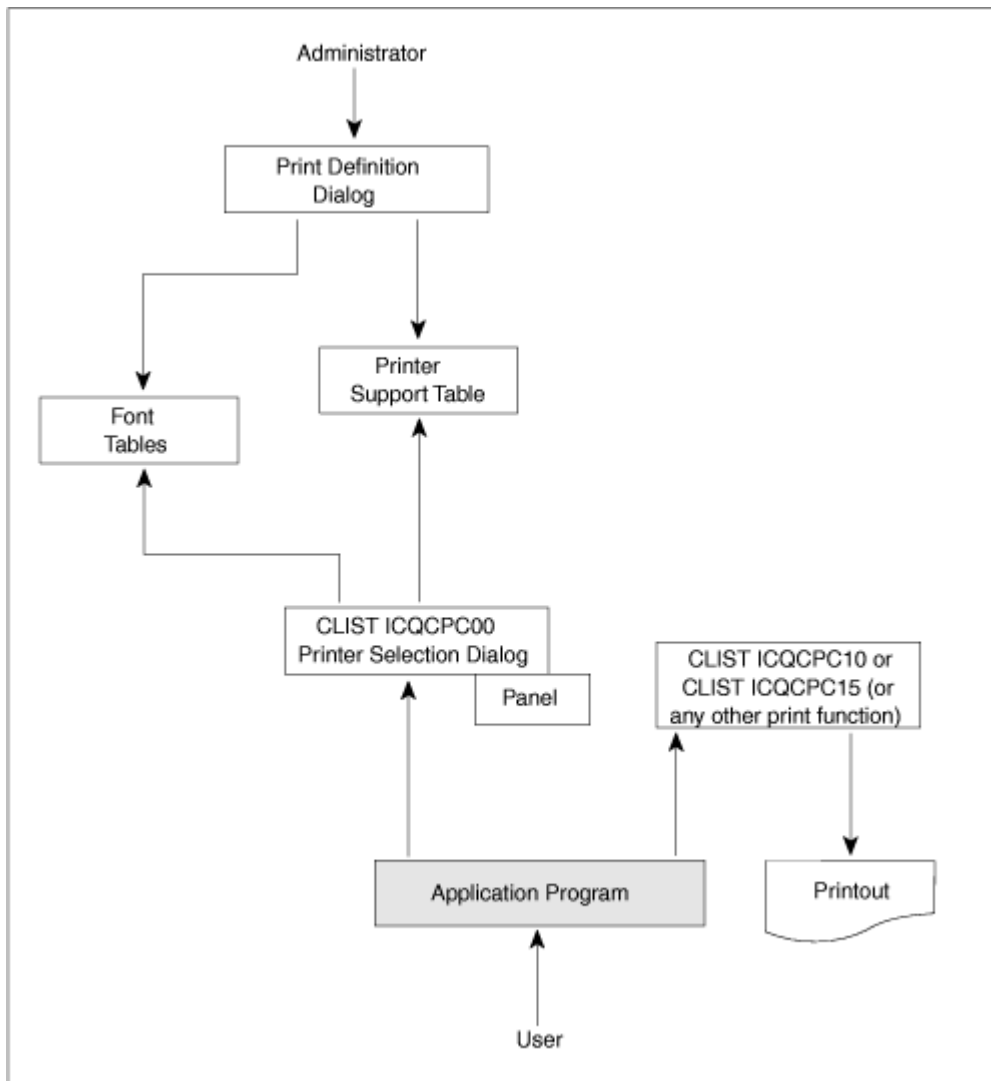 Administrator
Print Definition
Dialog
Printer
Support Table
Font
Tables
CLIST ICQCPC00
Printer Selection Dialog
Panel
CLIST ICQCPC10 or
CLIST ICQCPC15 (or
any other print function)
Application Program
Printout
User